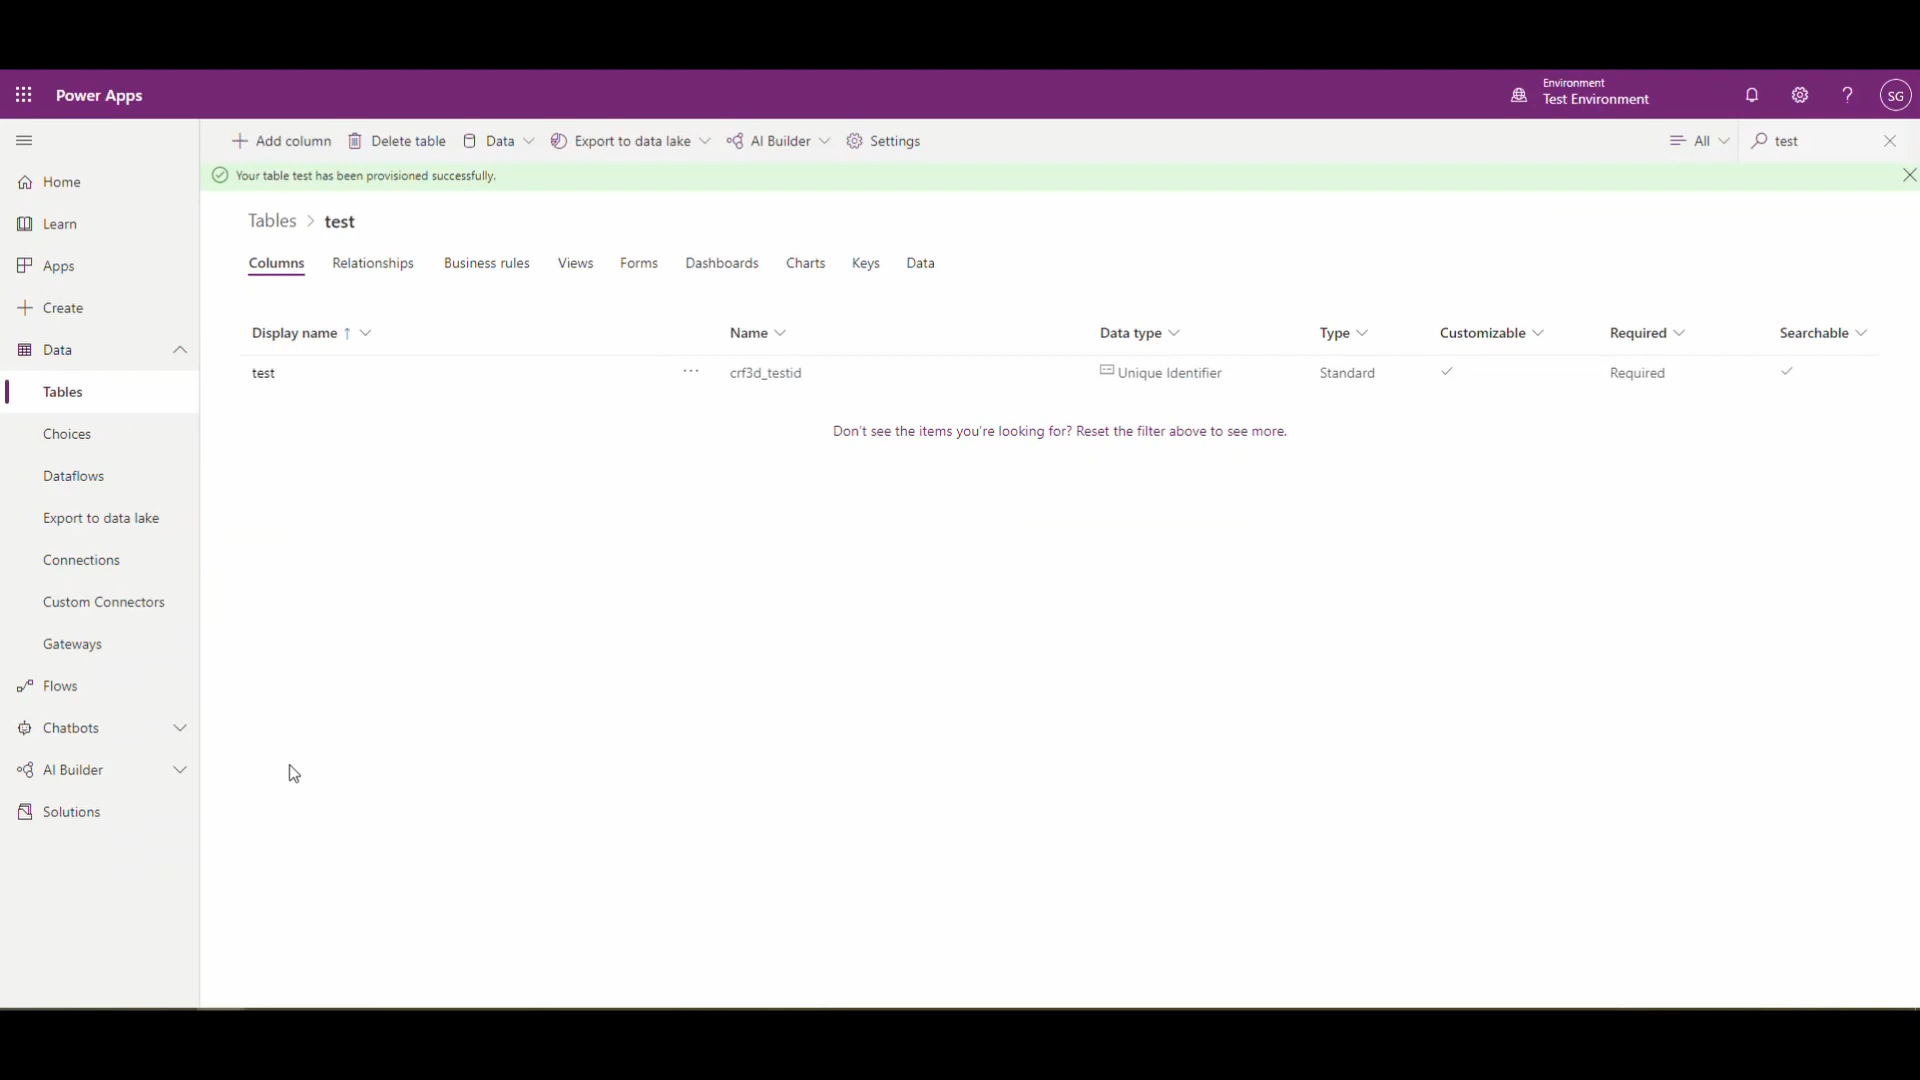 Power Apps
Environment
Test Environment
SG
Add column
Delete table
Data
Export to data lake
AI Builder
Settings
All
test
Your table test has been provisioned successfully.
Home
Learn
Apps
Create
Data
Tables
Choices
Dataflows
Export to data lake
Connections
Custom Connectors
Gateways
Flows
Chatbots
AI Builder
Solutions
Tables > test
Columns Relationships Business rules Views Forms Dashboards Charts Keys Data
Display name ↑ Name Data type Type Customizable Required Searchable
test ... crf3d_testid Unique Identifier Standard ✓ Required ✓
Don't see the items you're looking for? Reset the filter above to see more.